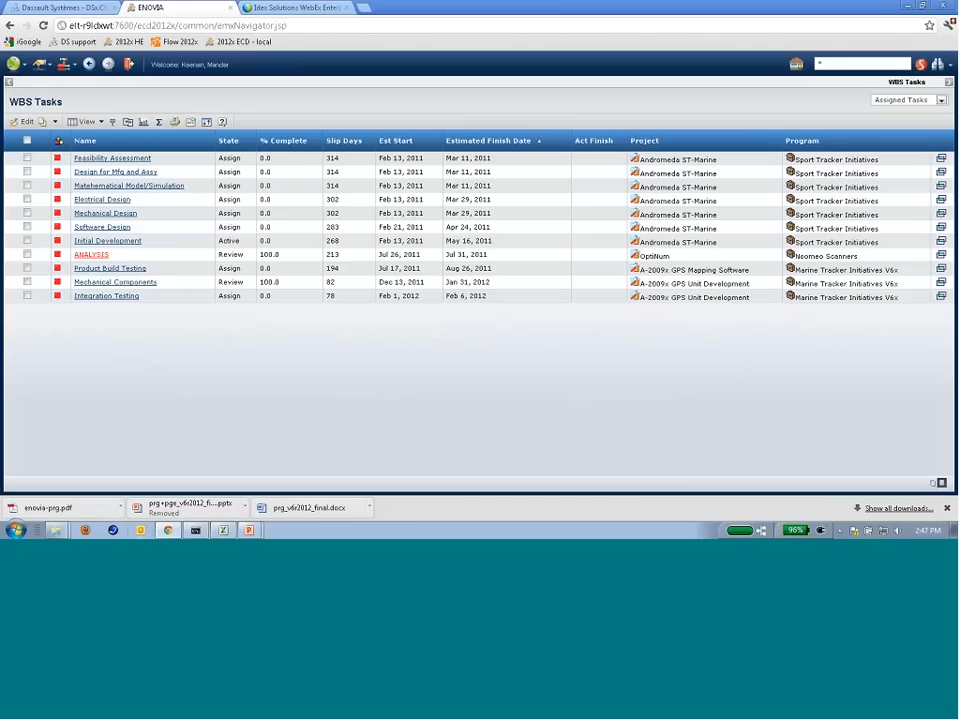 Dassault Systèmes - DSx.Cl
ENOVIA
Idex Solutions WebEx Enter
elt-r9ldxwt:7600/ecd2012x/common/emxNavigator.jsp
iGoogle DS support 2012x HE Flow 2012x 2012x ECD - local
Welcome: Keenan, Mander
WBS Tasks
WBS Tasks
Assigned Tasks
Edit View
Name State % Complete Slip Days Est Start Estimated Finish Date Act Finish Project Program
Feasibility Assessment Assign 0.0 314 Feb 13, 2011 Mar 11, 2011 Andromeda ST-Marine Sport Tracker Initiatives
Design for Mfg and Assy Assign 0.0 314 Feb 13, 2011 Mar 11, 2011 Andromeda ST-Marine Sport Tracker Initiatives
Matehematical Model/Simulation Assign 0.0 314 Feb 13, 2011 Mar 11, 2011 Andromeda ST-Marine Sport Tracker Initiatives
Electrical Design Assign 0.0 302 Feb 13, 2011 Mar 29, 2011 Andromeda ST-Marine Sport Tracker Initiatives
Mechanical Design Assign 0.0 302 Feb 13, 2011 Mar 29, 2011 Andromeda ST-Marine Sport Tracker Initiatives
Software Design Assign 0.0 283 Feb 21, 2011 Apr 24, 2011 Andromeda ST-Marine Sport Tracker Initiatives
Initial Development Active 0.0 268 Feb 13, 2011 May 16, 2011 Andromeda ST-Marine Sport Tracker Initiatives
ANALYSIS Review 100.0 213 Jul 26, 2011 Jul 31, 2011 OptiNum Noomeo Scanners
Product Build Testing Assign 0.0 194 Jul 17, 2011 Aug 26, 2011 A-2009x GPS Mapping Software Marine Tracker Initiatives V6x
Mechanical Components Review 100.0 82 Dec 13, 2011 Jan 31, 2012 A-2009x GPS Unit Development Marine Tracker Initiatives V6x
Integration Testing Assign 0.0 78 Feb 1, 2012 Feb 6, 2012 A-2009x GPS Unit Development Marine Tracker Initiatives V6x
enovia-prg.pdf
prg+pge_v6r2012_fi....pptx
Removed
prg_v6r2012_final.docx
Show all downloads...
96%
2:47 PM